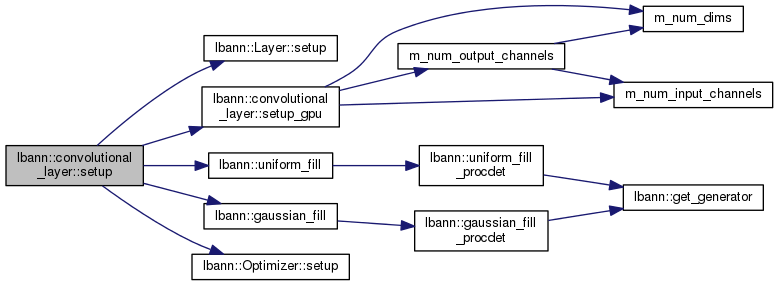 lbann::convolutional
_layer::setup
lbann::Layer::setup
lbann::convolutional
_layer::setup_gpu
lbann::uniform_fill
lbann::gaussian_fill
lbann::Optimizer::setup
m_num_output_channels
lbann::uniform_fill
_procdet
lbann::gaussian_fill
_procdet
m_num_dims
m_num_input_channels
lbann::get_generator